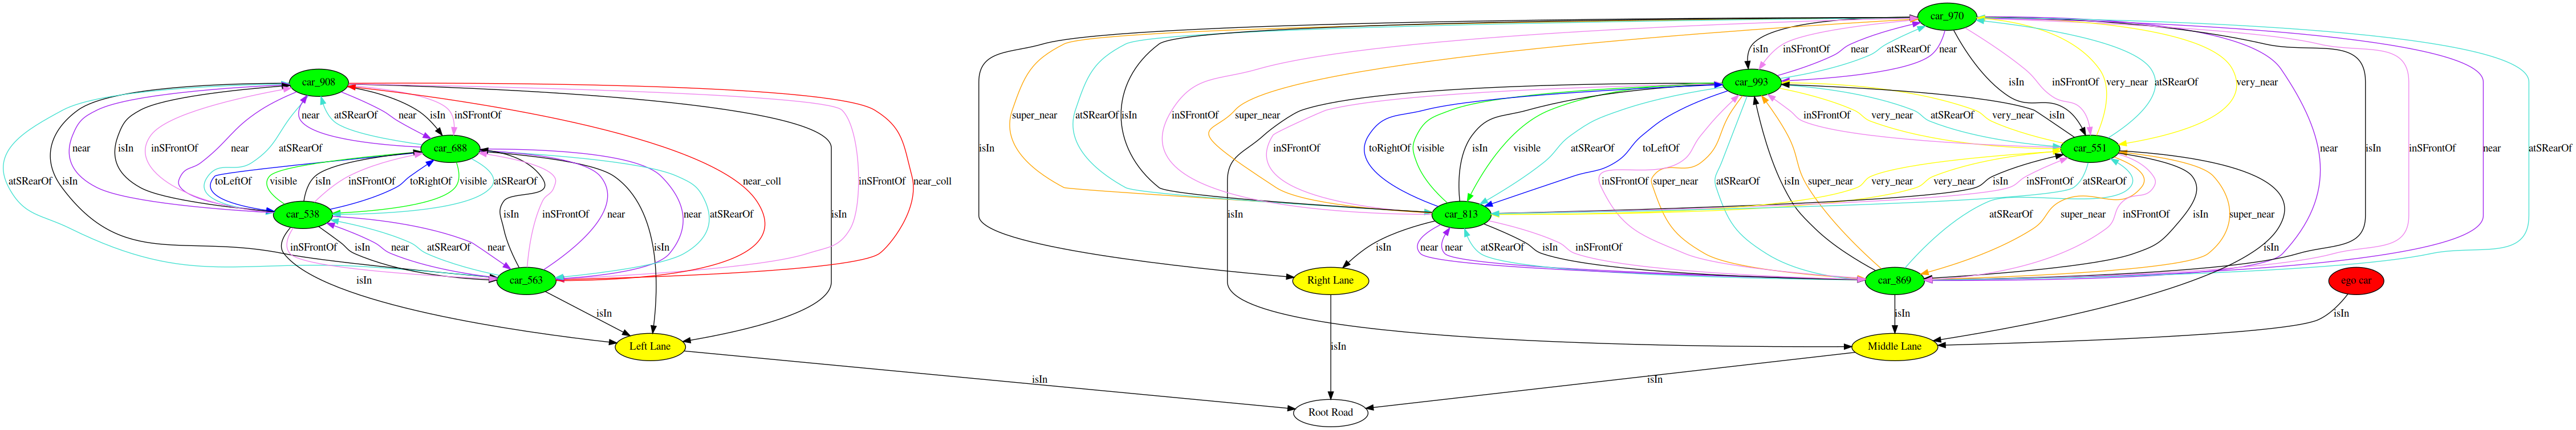 car_970
isIn inSFrontOf near atSRearOf near
car_908 car_993
isIn inSFrontOf very_near atSRearOf very_near
super_near atSRearOf isIn inSFrontOf super_near
near atSRearOf near isIn inSFrontOf
inSFrontOf very_near atSRearOf very_near isIn
near isIn inSFrontOf near atSRearOf car_688 isIn toRightOf visible isIn visible atSRearOf toLeftOf car_551 near isIn inSFrontOf near atSRearOf
atSRearOf isIn toLeftOf visible isIn inSFrontOf toRightOf visible atSRearOf near_coll inSFrontOf near_coll inSFrontOf super_near atSRearOf isIn super_near very_near very_near isIn inSFrontOf atSRearOf
car_538 isIn inSFrontOf near near atSRearOf isIn isIn car_813 atSRearOf super_near inSFrontOf isIn super_near
inSFrontOf isIn near atSRearOf near isIn isIn near near atSRearOf isIn inSFrontOf isIn
isIn car_563 Right Lane car_869 ego car
isIn isIn isIn
Left Lane isIn Middle Lane
isIn isIn
Root Road